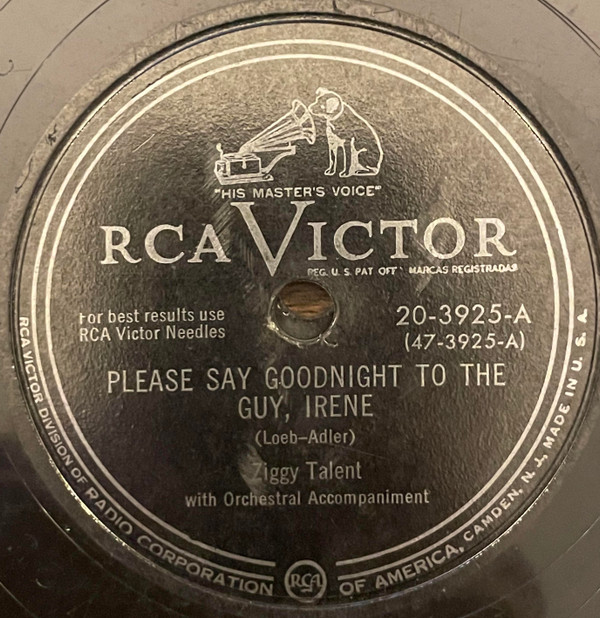 "HIS MASTER'S VOICE"
RCA VICTOR
REG. U. S. PAT OFF. MARCAS REGISTRADAS
For best results use
RCA Victor Needles
20-3925-A
(47-3925-A)
PLEASE SAY GOODNIGHT TO THE
GUY, IRENE
(Loeb-Adler)
Ziggy Talent
with Orchestral Accompaniment
RCA VICTOR DIVISION OF RADIO CORPORATION OF AMERICA, CAMDEN, N. J., MADE IN U. S. A.
RCA